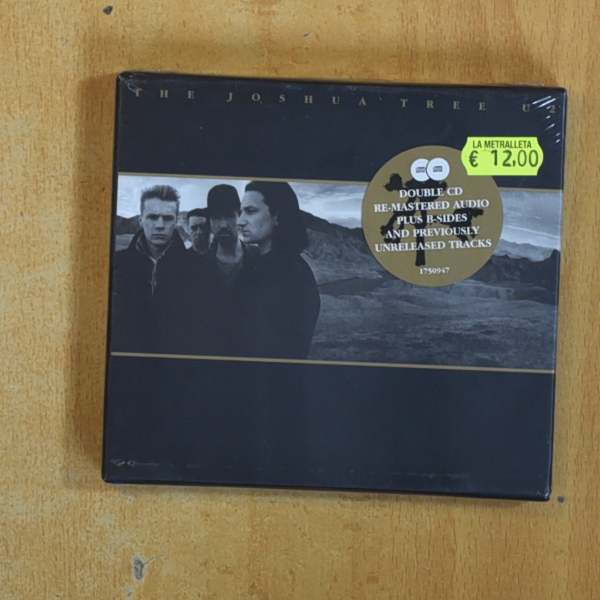 THE JOSHUA TREE U2
LA METRALLETA
€ 12,00
DOUBLE CD
RE-MASTERED AUDIO
PLUS B-SIDES
AND PREVIOUSLY
UNRELEASED TRACKS
1750947